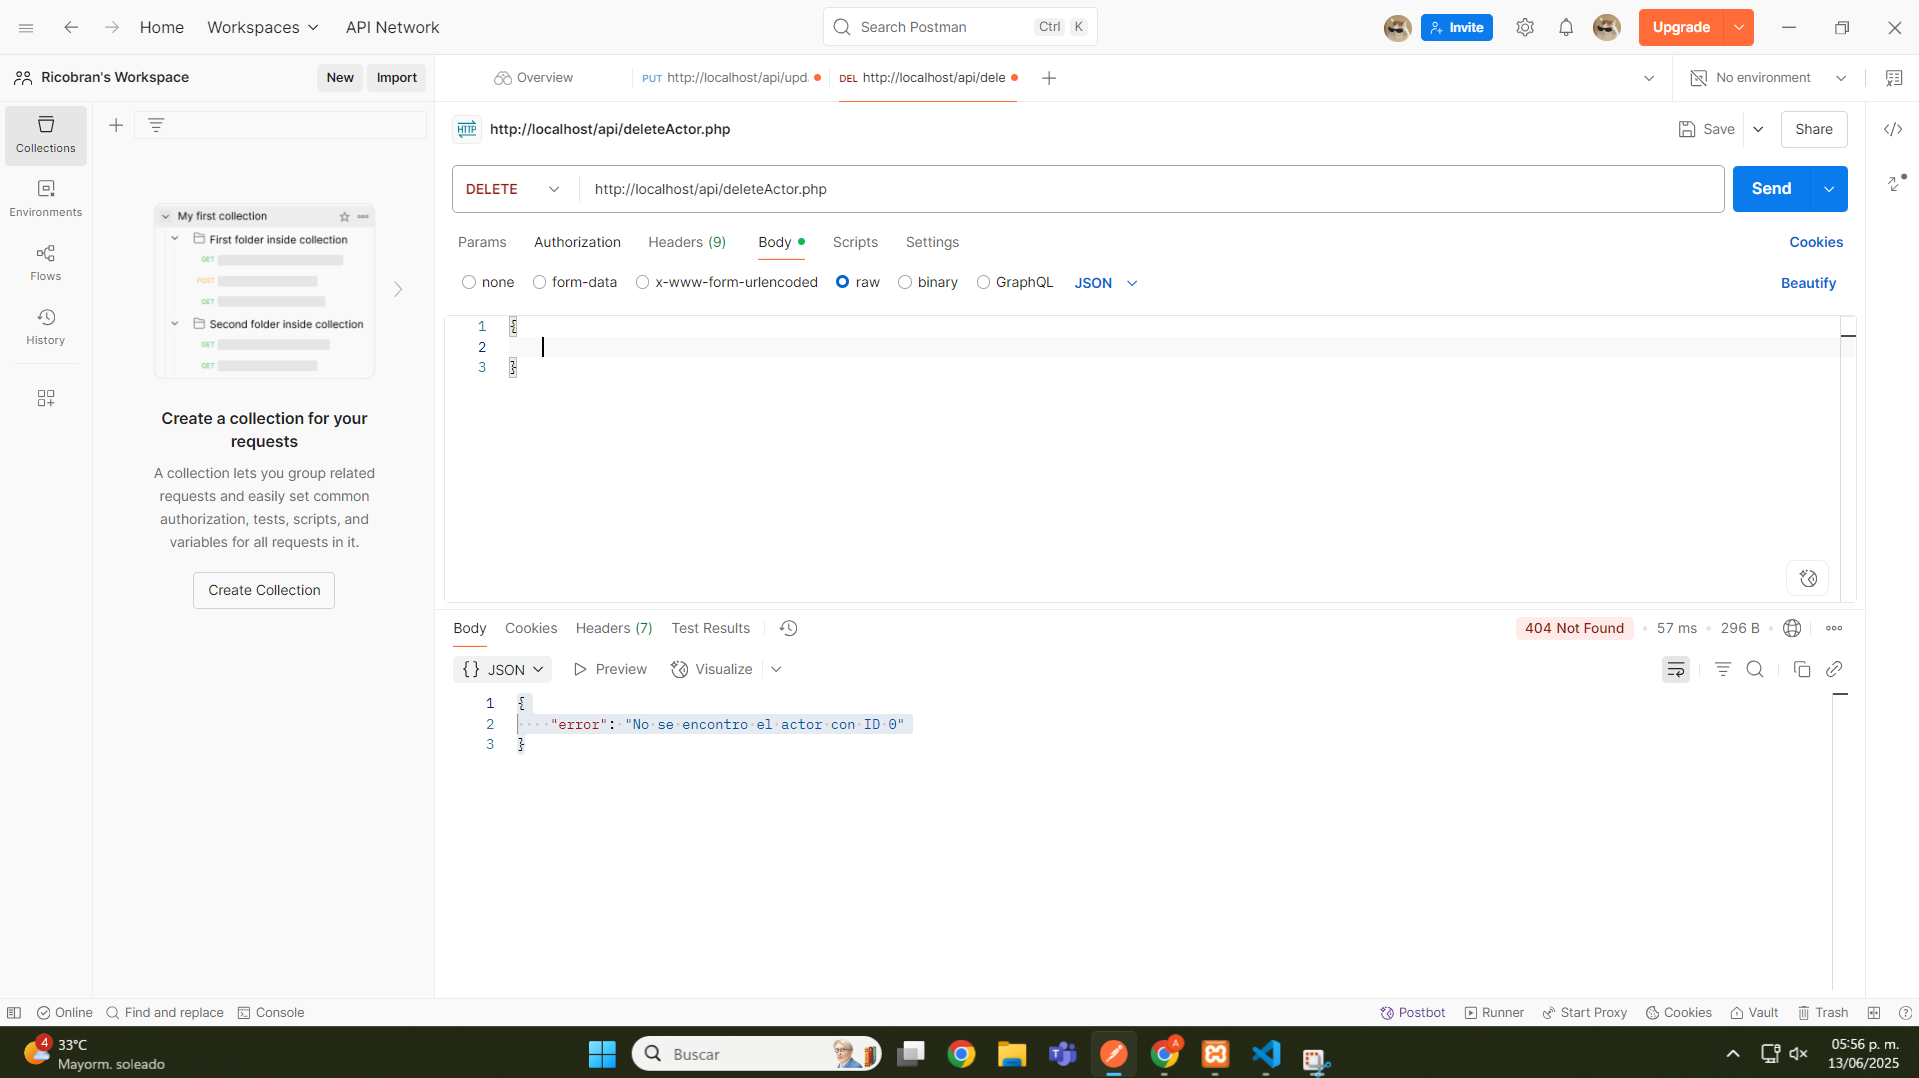 Home
Workspaces
API Network
Search Postman
Ctrl
K
Invite
Upgrade
Ricobran's Workspace
New
Import
Overview
PUT http://localhost/api/upd
DEL http://localhost/api/dele
No environment
Collections
Environments
Flows
History
My first collection
First folder inside collection
GET
POST
GET
Second folder inside collection
GET
GET
Create a collection for your
requests
A collection lets you group related
requests and easily set common
authorization, tests, scripts, and
variables for all requests in it.
Create Collection
HTTP
http://localhost/api/deleteActor.php
Save
Share
DELETE
http://localhost/api/deleteActor.php
Send
Params
Authorization
Headers (9)
Body
Scripts
Settings
Cookies
none
form-data
x-www-form-urlencoded
raw
binary
GraphQL
JSON
Beautify
1 {
2
3 }
Body
Cookies
Headers (7)
Test Results
404 Not Found
57 ms
296 B
{} JSON
Preview
Visualize
1 {
2 "error": "No se encontro el actor con ID 0"
3 }
Online
Find and replace
Console
Postbot
Runner
Start Proxy
Cookies
Vault
Trash
4
33°C
Mayorm. soleado
Buscar
A
05:56 p. m.
13/06/2025